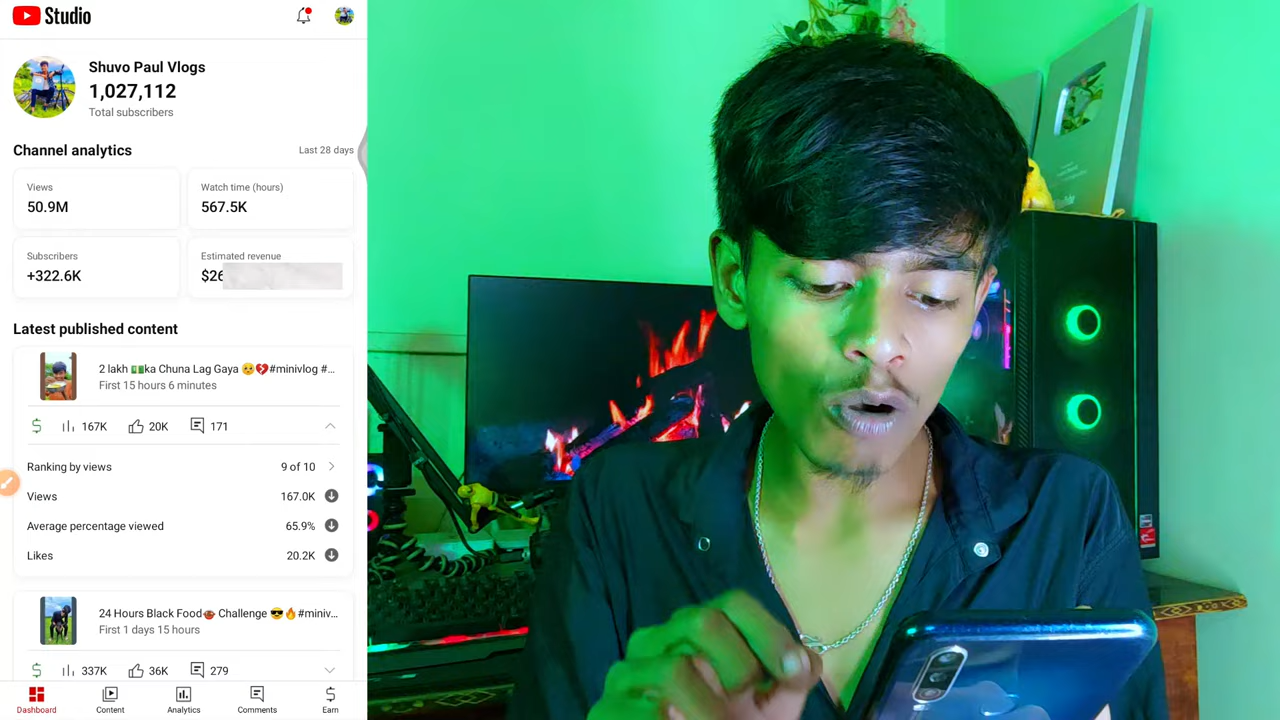 Studio
Shuvo Paul Vlogs
1,027,112
Total subscribers
Channel analytics
Last 28 days
Views
50.9M
Watch time (hours)
567.5K
Subscribers
+322.6K
Estimated revenue
$26
Latest published content
2 lakh 💵ka Chuna Lag Gaya 🥺💔#minivlog #...
First 15 hours 6 minutes
167K
20K
171
Ranking by views
9 of 10
Views
167.0K
Average percentage viewed
65.9%
Likes
20.2K
24 Hours Black Food Challenge 😎🔥#miniv...
First 1 days 15 hours
$ 337K
36K
279
Dashboard
Content
Analytics
Comments
Earn